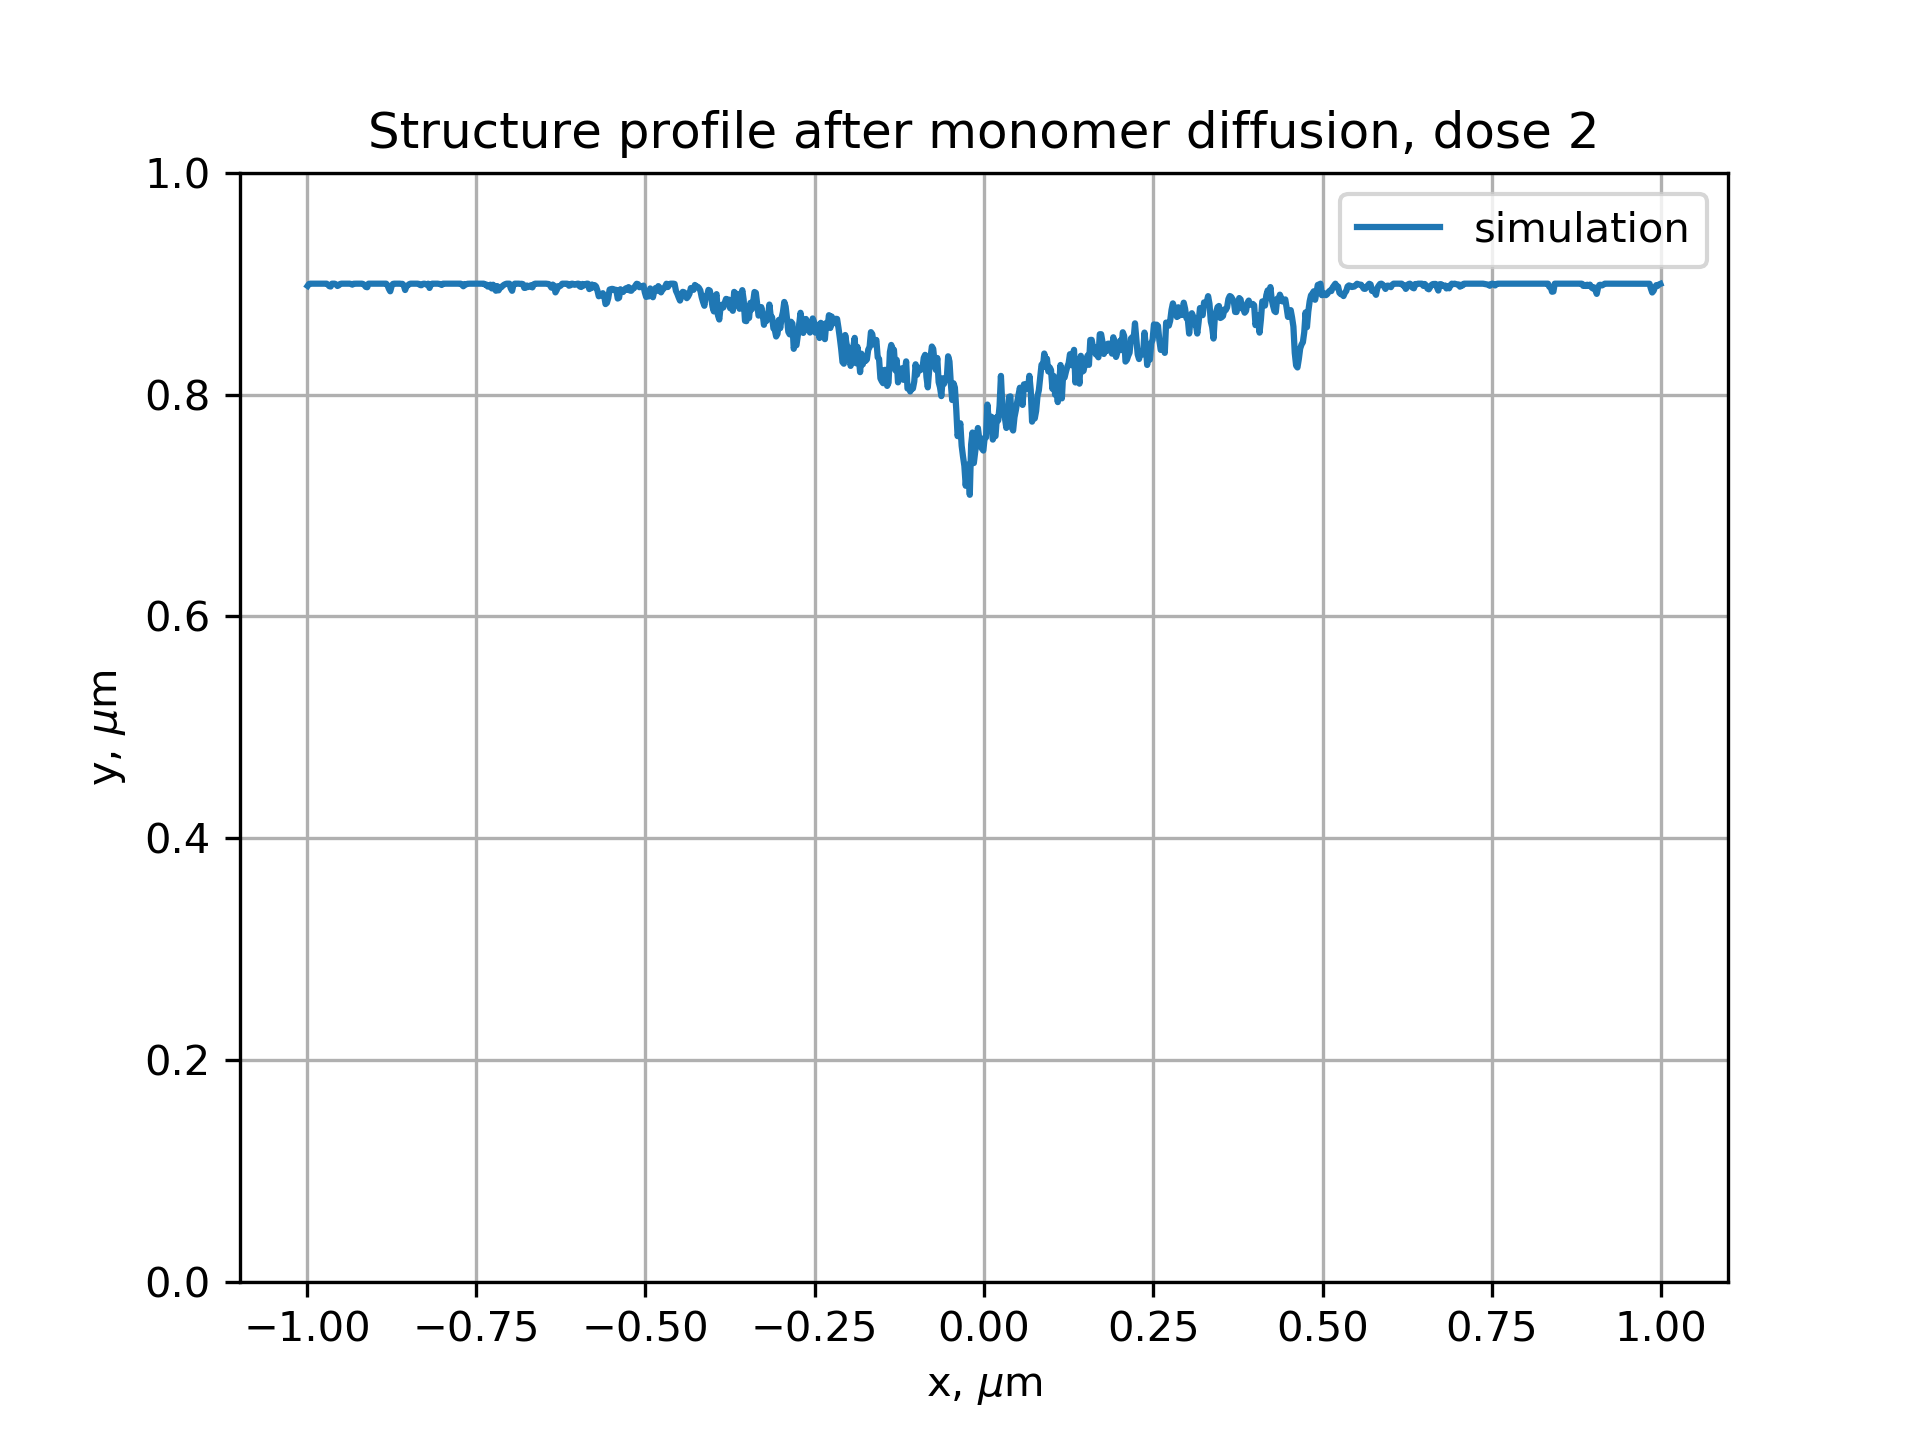 Structure profile after monomer diffusion, dose 2
simulation
1.0
0.8
0.6
0.4
0.2
0.0
y, μm
−1.00 −0.75 −0.50 −0.25 0.00 0.25 0.50 0.75 1.00
x, μm